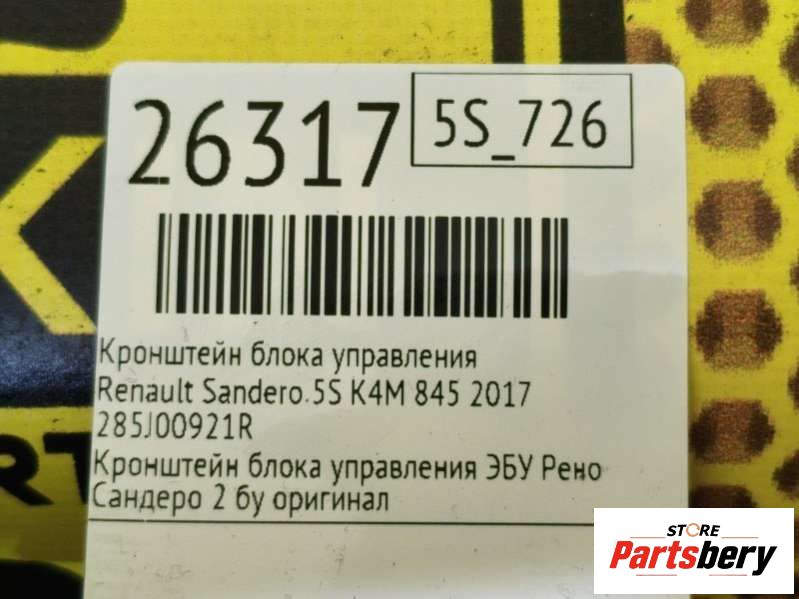 26317
5S_726
Кронштейн блока управления
Renault Sandero 5S K4M 845 2017
285J00921R
Кронштейн блока управления ЭБУ Рено
Сандеро 2 бу оригинал
STORE
Partsbery